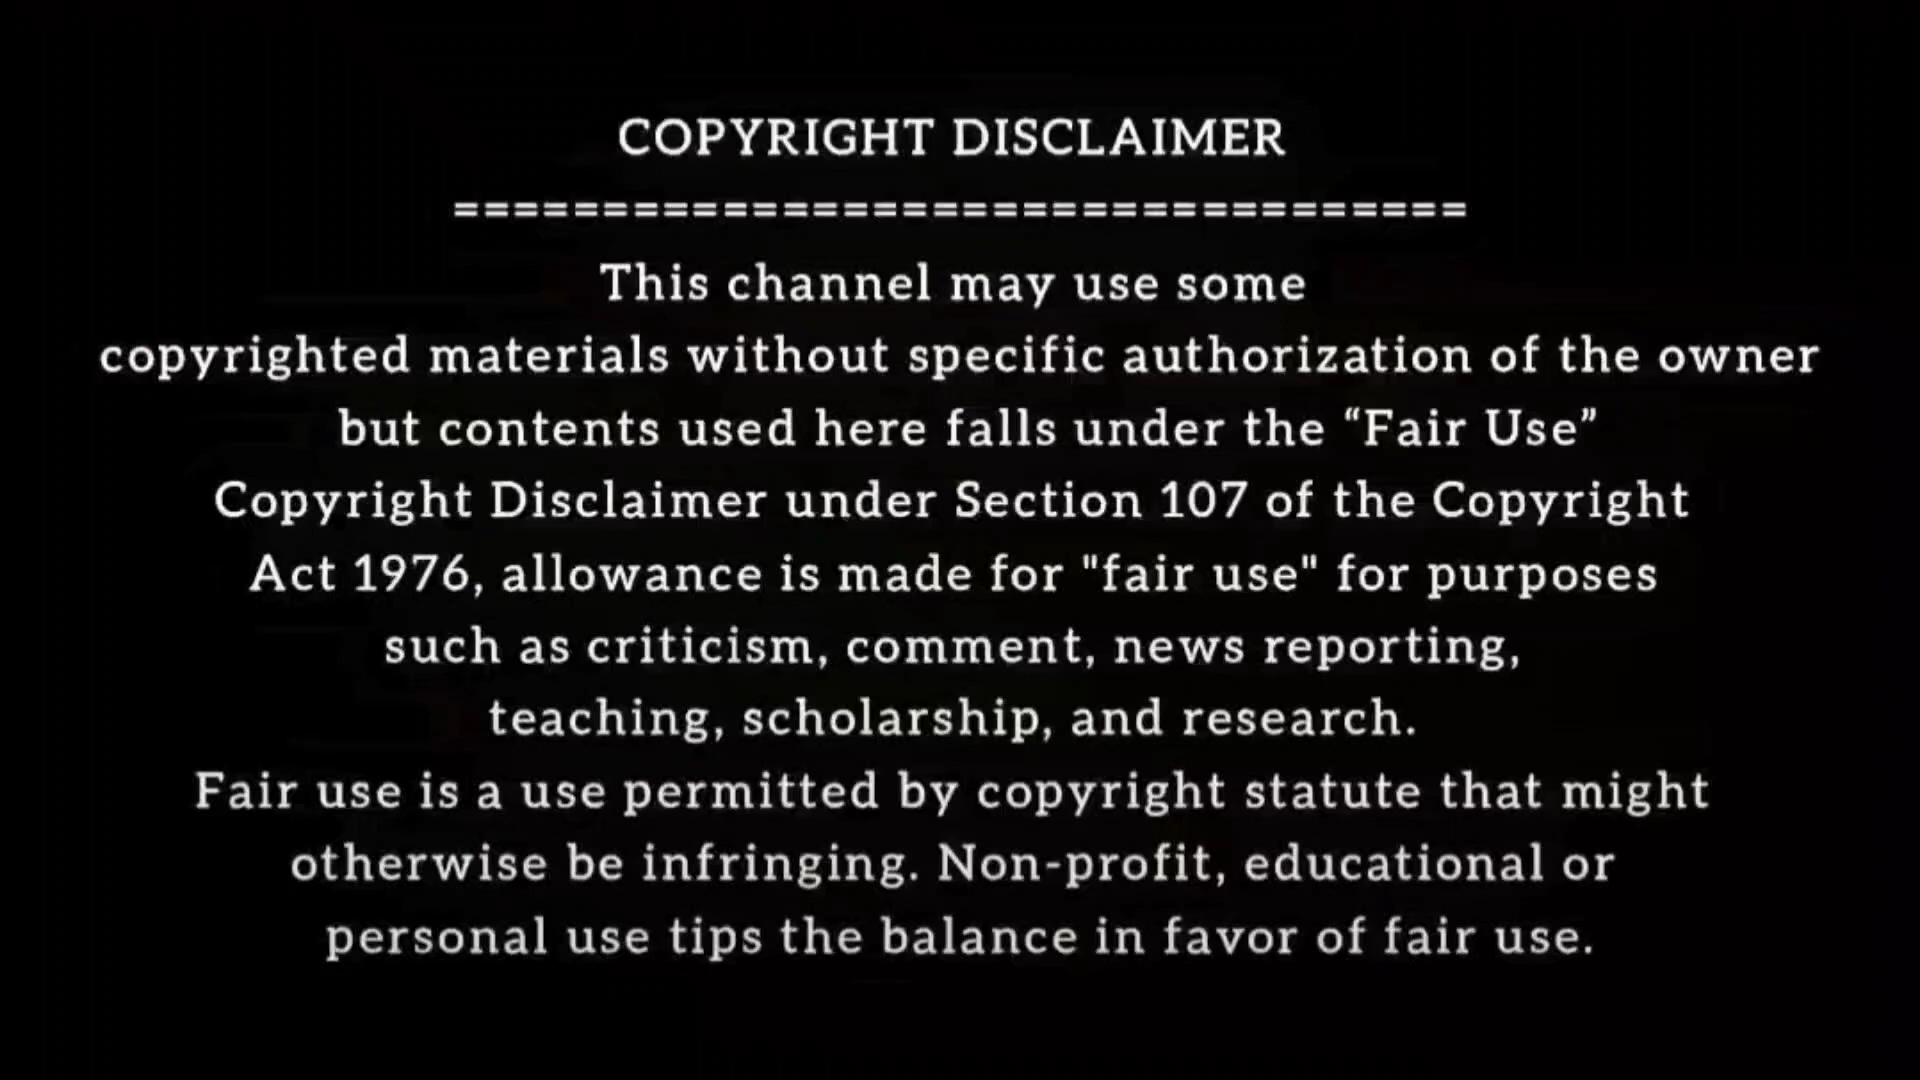 COPYRIGHT DISCLAIMER
==================================
This channel may use some
copyrighted materials without specific authorization of the owner
but contents used here falls under the “Fair Use”
Copyright Disclaimer under Section 107 of the Copyright
Act 1976, allowance is made for "fair use" for purposes
such as criticism, comment, news reporting,
teaching, scholarship, and research.
Fair use is a use permitted by copyright statute that might
otherwise be infringing. Non-profit, educational or
personal use tips the balance in favor of fair use.